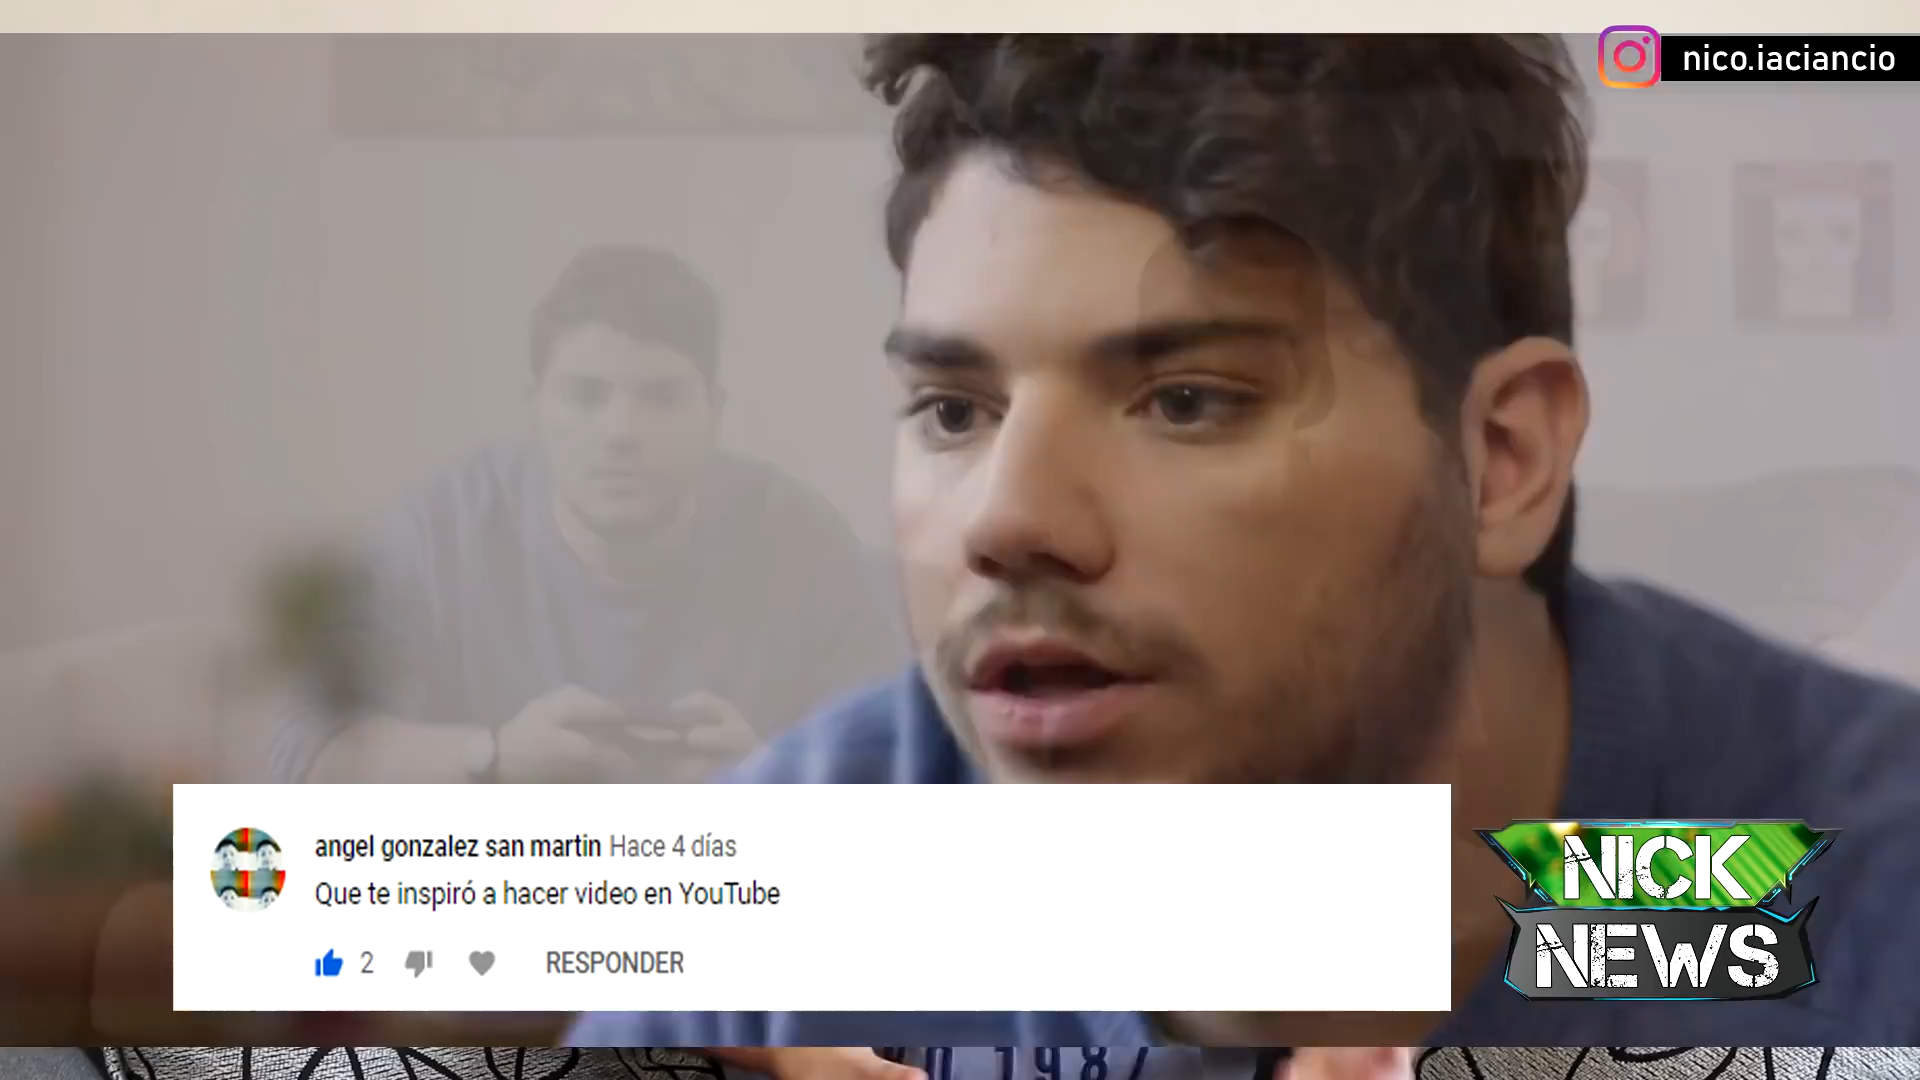 nico.iaciancio
angel gonzalez san martin Hace 4 días
Que te inspiró a hacer video en YouTube
2 RESPONDER
NICK
NEWS
1987